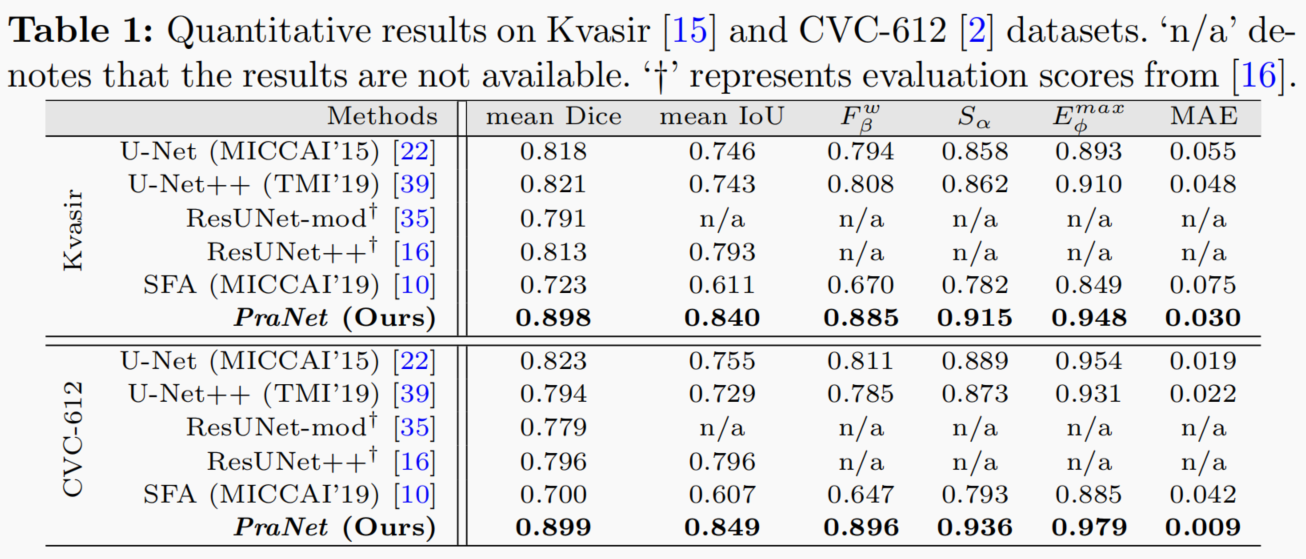 Table 1: Quantitative results on Kvasir [15] and CVC-612 [2] datasets. ‘n/a’ de-
notes that the results are not available. ‘†’ represents evaluation scores from [16].
Methods mean Dice mean IoU F_β^w S_α E_ϕ^max MAE
Kvasir
U-Net (MICCAI’15) [22] 0.818 0.746 0.794 0.858 0.893 0.055
U-Net++ (TMI’19) [39] 0.821 0.743 0.808 0.862 0.910 0.048
ResUNet-mod† [35] 0.791 n/a n/a n/a n/a n/a
ResUNet++† [16] 0.813 0.793 n/a n/a n/a n/a
SFA (MICCAI’19) [10] 0.723 0.611 0.670 0.782 0.849 0.075
PraNet (Ours) 0.898 0.840 0.885 0.915 0.948 0.030
CVC-612
U-Net (MICCAI’15) [22] 0.823 0.755 0.811 0.889 0.954 0.019
U-Net++ (TMI’19) [39] 0.794 0.729 0.785 0.873 0.931 0.022
ResUNet-mod† [35] 0.779 n/a n/a n/a n/a n/a
ResUNet++† [16] 0.796 0.796 n/a n/a n/a n/a
SFA (MICCAI’19) [10] 0.700 0.607 0.647 0.793 0.885 0.042
PraNet (Ours) 0.899 0.849 0.896 0.936 0.979 0.009